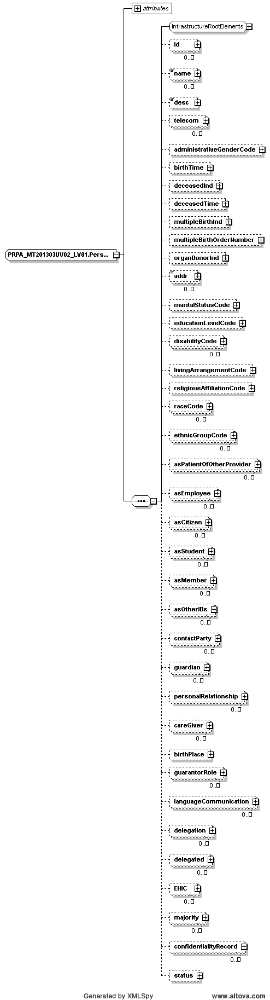 attributes
InfrastructureRootElements
id
0..□
name
0..□
desc
telecom
0..□
administrativeGenderCode
birthTime
deceasedInd
deceasedTime
multipleBirthInd
multipleBirthOrderNumber
organDonorInd
addr
0..□
maritalStatusCode
educationLevelCode
disabilityCode
0..□
livingArrangementCode
religiousAffiliationCode
raceCode
0..□
ethnicGroupCode
0..□
asPatientOfOtherProvider
0..□
PRPA_MT201303UV02_LV01.Pers...
asEmployee
0..□
asCitizen
0..□
asStudent
0..□
asMember
0..□
asOtherIDs
0..□
contactParty
0..□
guardian
0..□
personalRelationship
0..□
careGiver
0..□
birthPlace
guarantorRole
0..□
languageCommunication
0..□
delegation
0..□
delegated
0..□
EHIC
0..□
majority
0..□
confidentialityRecord
0..□
status
Generated by XMLSpy www.altova.com